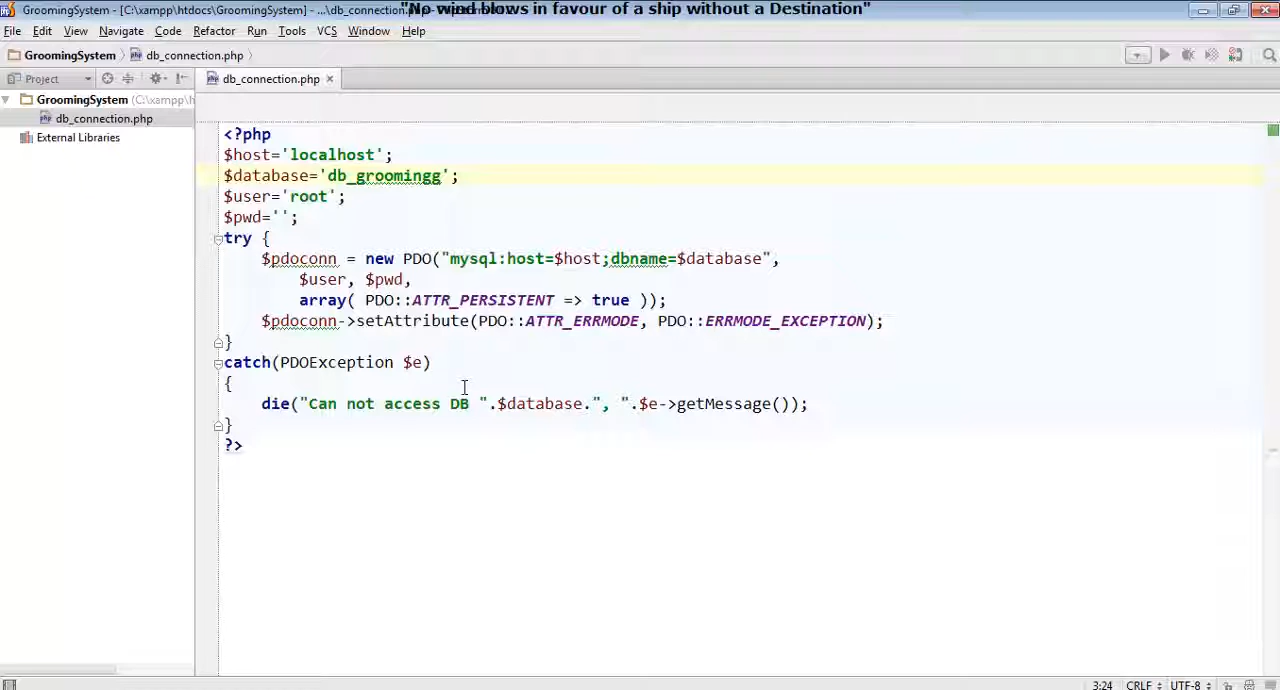 GroomingSystem - [C:\xampp\htdocs\GroomingSystem] - ...\db_connection.php -
"No wind blows in favour of a ship without a Destination"
File Edit View Navigate Code Refactor Run Tools VCS Window Help
GroomingSystem db_connection.php
Project
db_connection.php
GroomingSystem (C:\xampp\h
db_connection.php
External Libraries
<?php
$host='localhost';
$database='db_groomingg';
$user='root';
$pwd='';
try {
$pdoconn = new PDO("mysql:host=$host;dbname=$database",
$user, $pwd,
array( PDO::ATTR_PERSISTENT => true ));
$pdoconn->setAttribute(PDO::ATTR_ERRMODE, PDO::ERRMODE_EXCEPTION);
}
catch(PDOException $e)
{
die("Can not access DB ".$database.", ".$e->getMessage());
}
?>
3:24 CRLF UTF-8